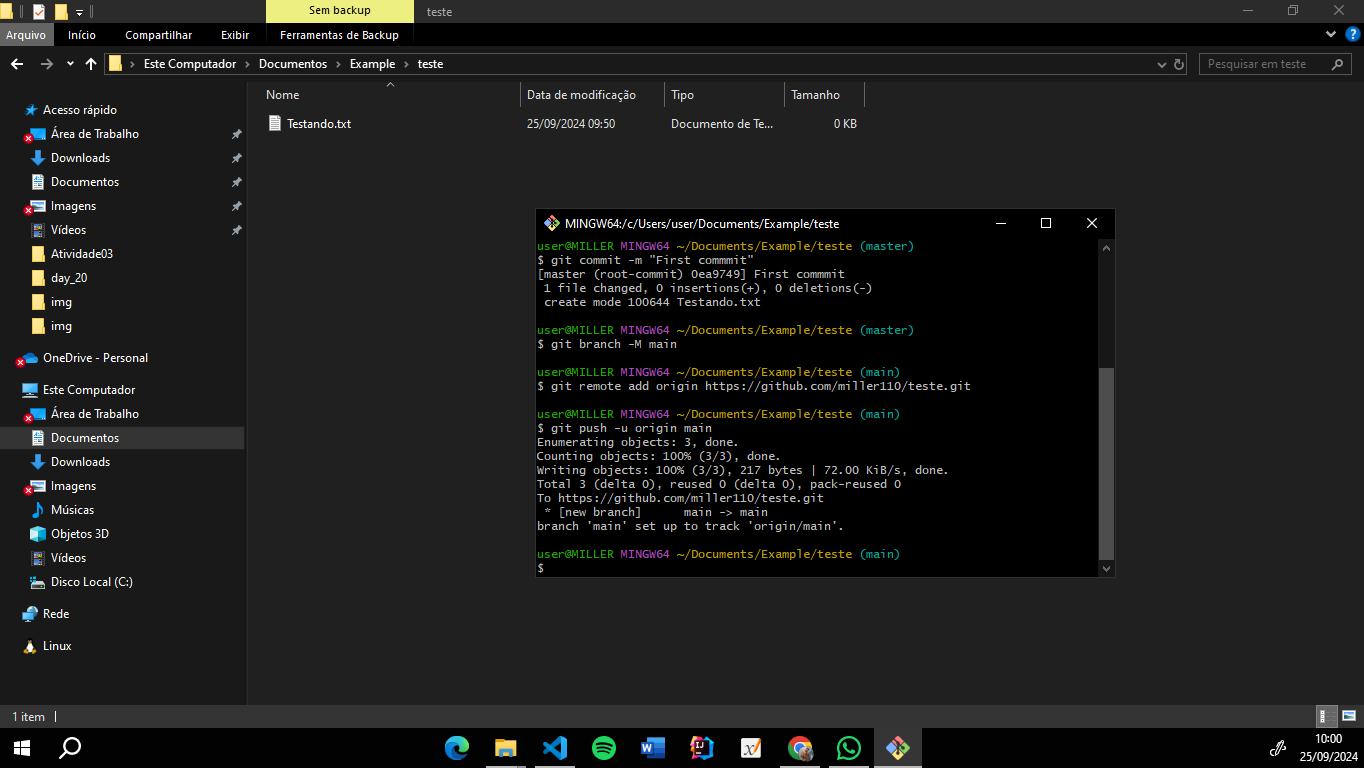 Sem backup
teste
Arquivo
Início
Compartilhar
Exibir
Ferramentas de Backup
Este Computador
Documentos
Example
teste
Pesquisar em teste
Nome
Data de modificação
Tipo
Tamanho
Testando.txt
25/09/2024 09:50
Documento de Te...
0 KB
Acesso rápido
Área de Trabalho
Downloads
Documentos
Imagens
Vídeos
Atividade03
day_20
img
img
OneDrive - Personal
Este Computador
Área de Trabalho
Documentos
Downloads
Imagens
Músicas
Objetos 3D
Vídeos
Disco Local (C:)
Rede
Linux
MINGW64:/c/Users/user/Documents/Example/teste
user@MILLER MINGW64 ~/Documents/Example/teste (master)
$ git commit -m "First commmit"
[master (root-commit) 0ea9749] First commmit
1 file changed, 0 insertions(+), 0 deletions(-)
create mode 100644 Testando.txt
user@MILLER MINGW64 ~/Documents/Example/teste (master)
$ git branch -M main
user@MILLER MINGW64 ~/Documents/Example/teste (main)
$ git remote add origin https://github.com/miller110/teste.git
user@MILLER MINGW64 ~/Documents/Example/teste (main)
$ git push -u origin main
Enumerating objects: 3, done.
Counting objects: 100% (3/3), done.
Writing objects: 100% (3/3), 217 bytes | 72.00 KiB/s, done.
Total 3 (delta 0), reused 0 (delta 0), pack-reused 0
To https://github.com/miller110/teste.git
* [new branch]      main -> main
branch 'main' set up to track 'origin/main'.
user@MILLER MINGW64 ~/Documents/Example/teste (main)
$
1 item
10:00
25/09/2024